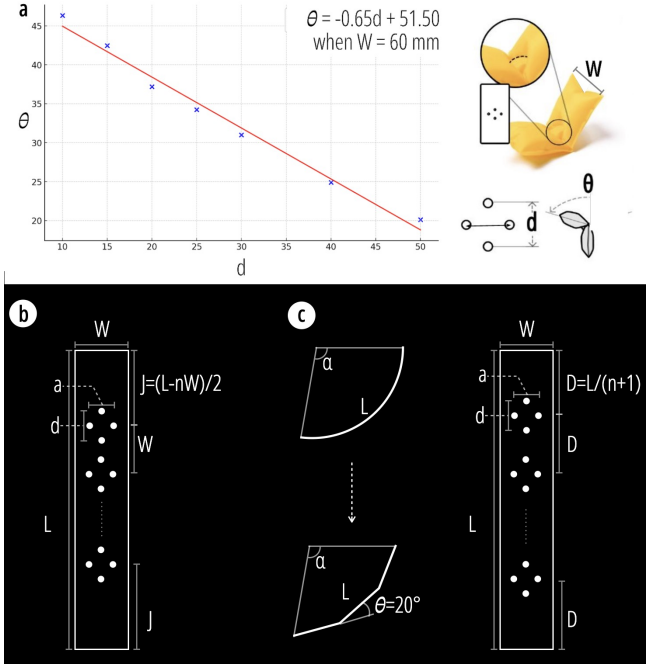 a
θ = -0.65d + 51.50
when W = 60 mm
45
40
35
30
25
20
θ
10
15
20
25
30
35
40
45
50
d
W
θ
d
b
W
J=(L-nW)/2
a
d
W
L
J
c
α
L
α
L
θ=20°
W
D=L/(n+1)
a
d
D
L
D